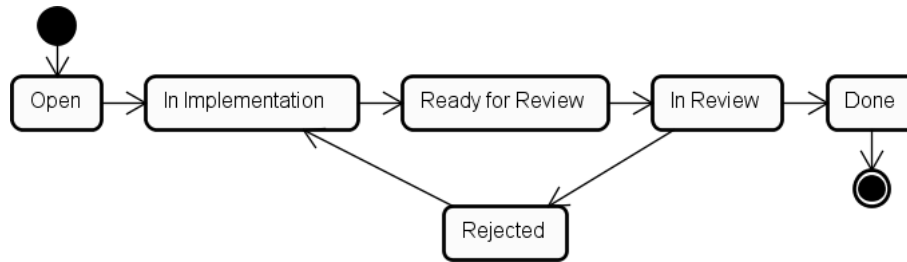 Open
In Implementation
Ready for Review
In Review
Done
Rejected